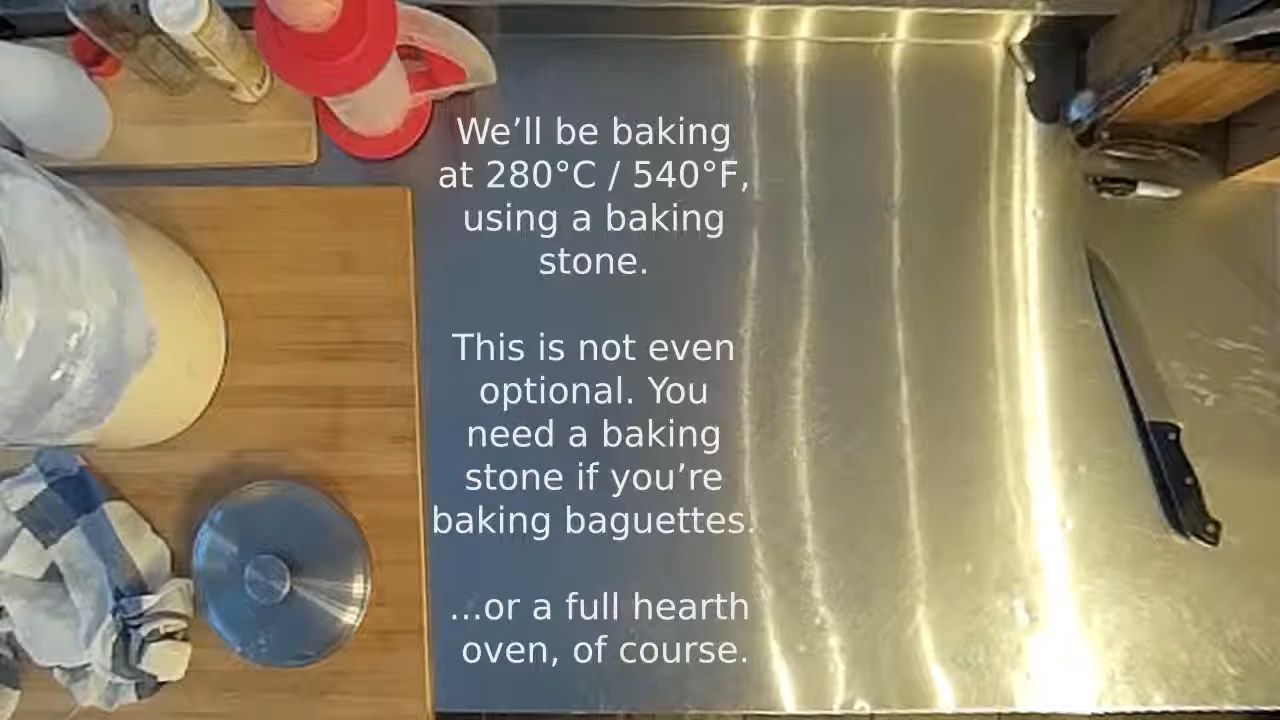 We’ll be baking
at 280°C / 540°F,
using a baking
stone.
This is not even
optional. You
need a baking
stone if you’re
baking baguettes.
...or a full hearth
oven, of course.